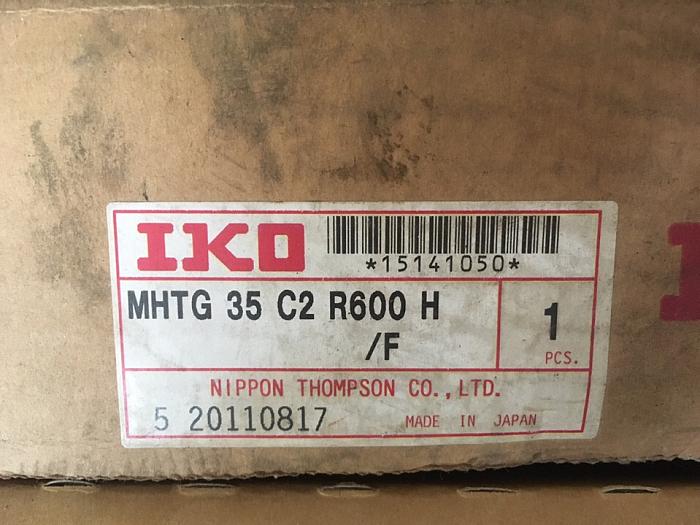 IKO
*15141050*
MHTG 35 C2 R600 H
/F
1
PCS.
NIPPON THOMPSON CO., LTD.
5 20110817
MADE IN JAPAN